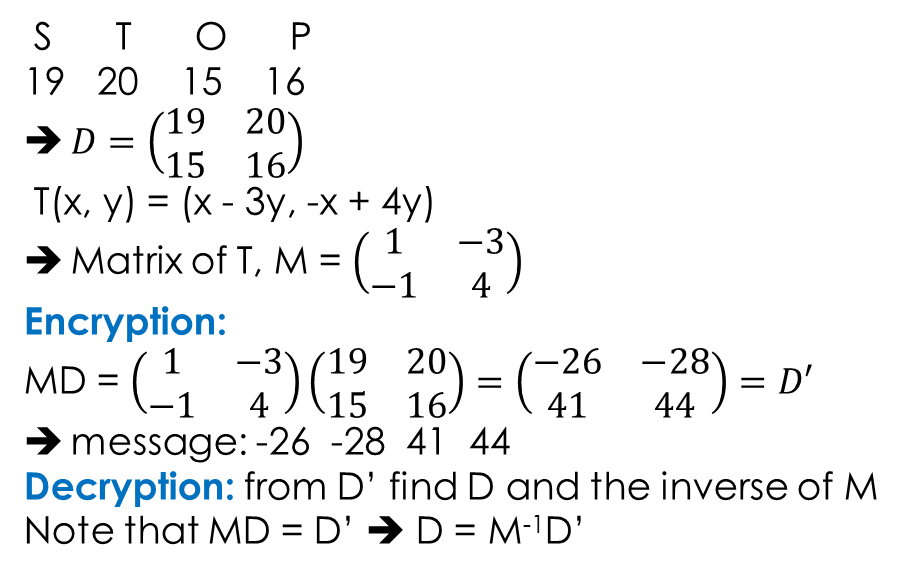 S T O P
19 20 15 16
➔ D = (19 20
15 16)
T(x, y) = (x - 3y, -x + 4y)
➔ Matrix of T, M = (1 −3
−1 4)
Encryption:
MD = (1 −3
−1 4)(19 20
15 16) = (−26 −28
41 44) = D′
➔ message: -26 -28 41 44
Decryption: from D’ find D and the inverse of M
Note that MD = D’ ➔ D = M⁻¹D’